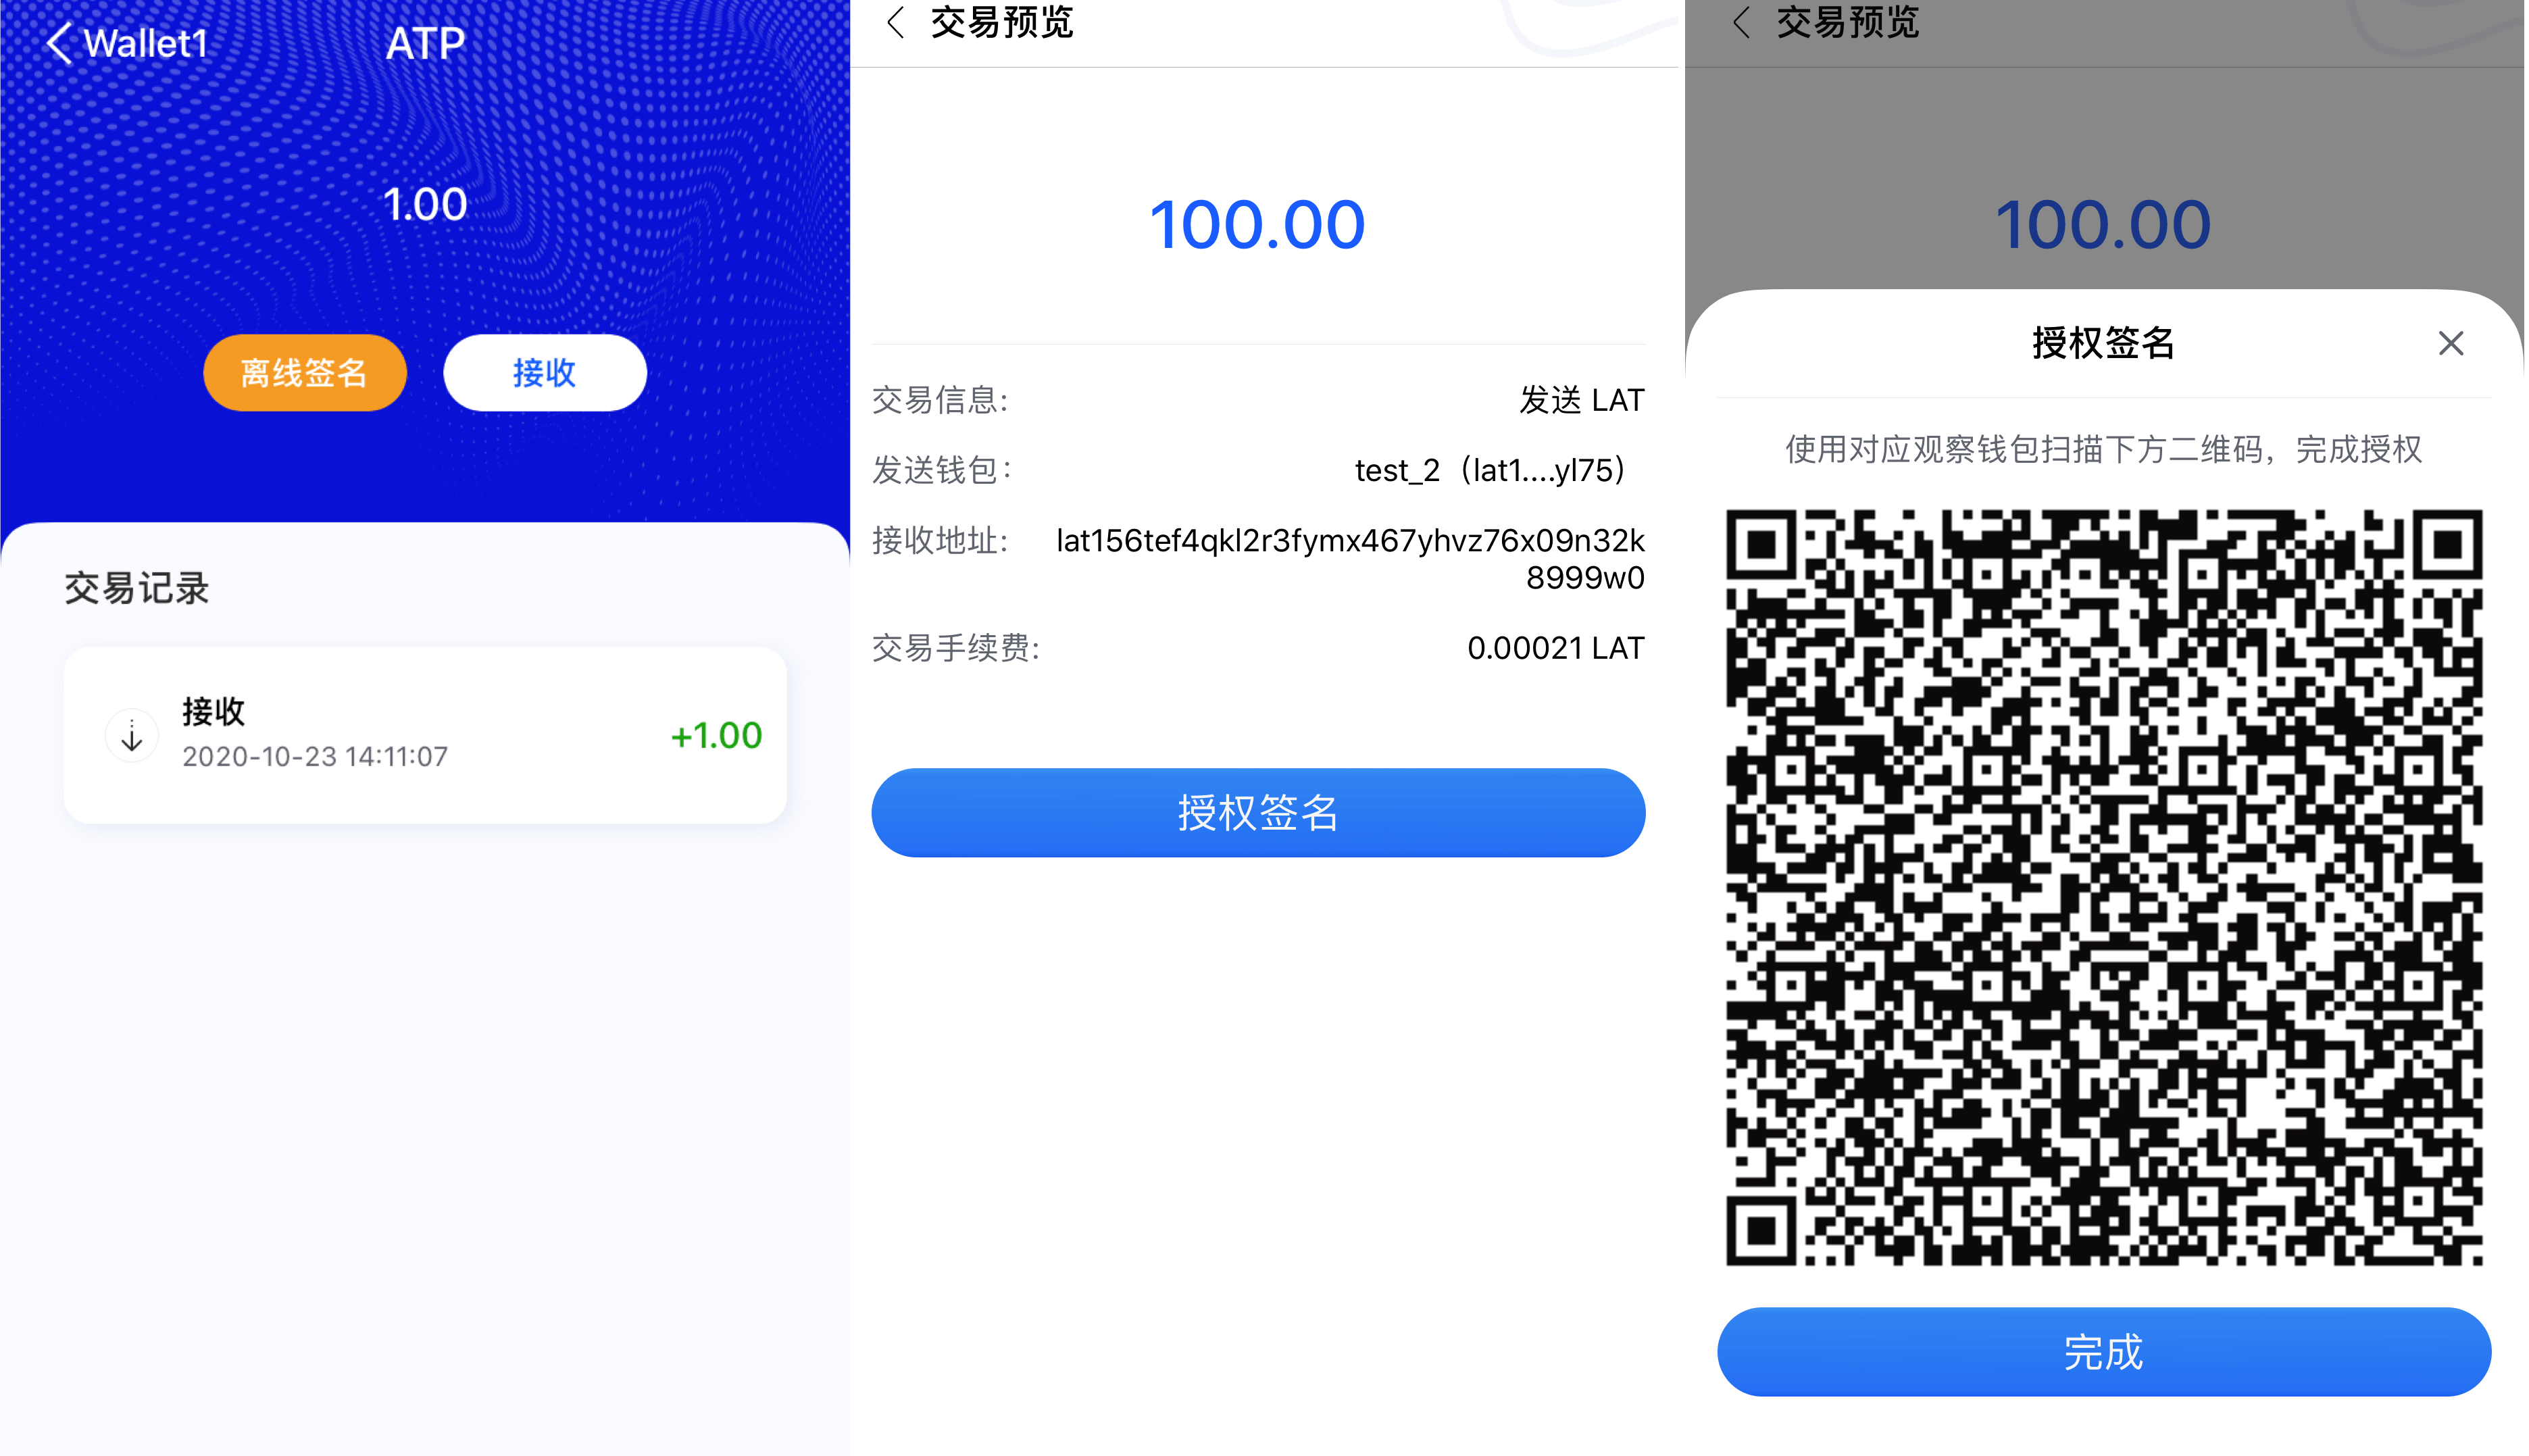 Wallet1
ATP
1.00
离线签名
接收
交易记录
接收
2020-10-23 14:11:07
+1.00
交易预览
100.00
交易信息:
发送 LAT
发送钱包:
test_2（lat1....yl75）
接收地址:
lat156tef4qkl2r3fymx467yhvz76x09n32k
8999w0
交易手续费:
0.00021 LAT
授权签名
交易预览
100.00
授权签名
使用对应观察钱包扫描下方二维码，完成授权
完成